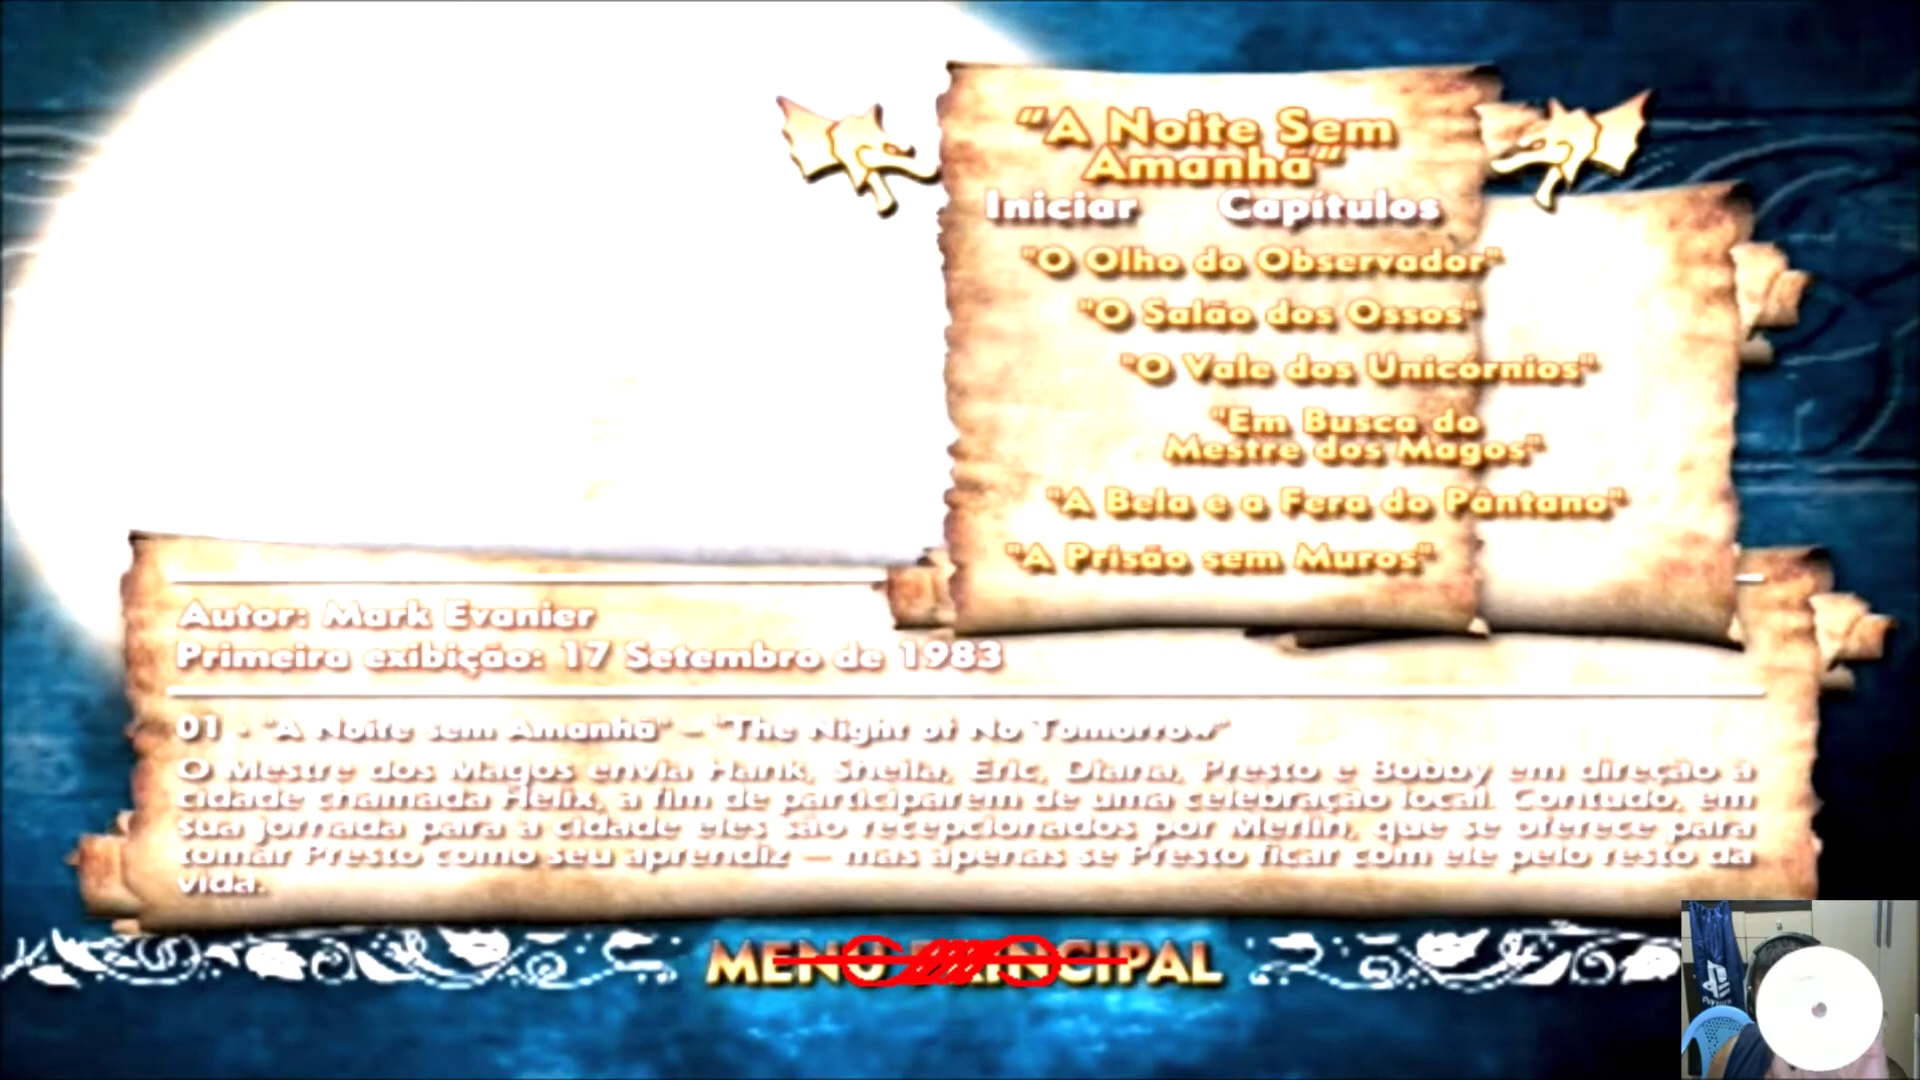 “A Noite Sem
Amanhã“
Iniciar Capítulos
"O Olho do Observador"
"O Salão dos Ossos"
"O Vale dos Unicórnios"
"Em Busca do
Mestre dos Magos"
"A Bela e a Fera do Pântano"
"A Prisão sem Muros"
Autor: Mark Evanier
Primeira exibição: 17 Setembro de 1983
01 - "A Noite sem Amanhã" – "The Night of No Tomorrow"
O Mestre dos Magos envia Hank, Sheila, Eric, Diana, Presto e Bobby em direção à
cidade chamada Helix, a fim de participarem de uma celebração local. Contudo, em
sua jornada para a cidade eles são recepcionados por Merlin, que se oferece para
tomar Presto como seu aprendiz – mas apenas se Presto ficar com ele pelo resto da
vida.
MENU PRINCIPAL